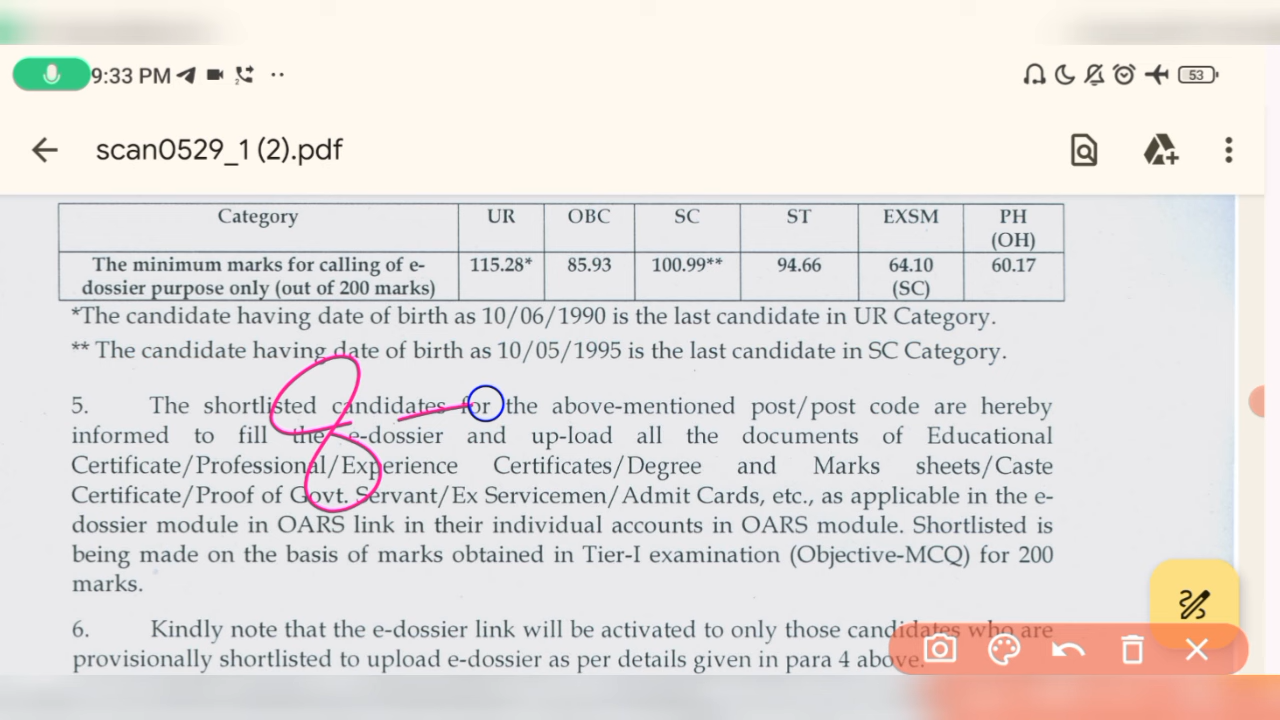 9:33 PM
53
scan0529_1 (2).pdf
Category UR OBC SC ST EXSM PH (OH)
The minimum marks for calling of e-dossier purpose only (out of 200 marks) 115.28* 85.93 100.99** 94.66 64.10 (SC) 60.17
*The candidate having date of birth as 10/06/1990 is the last candidate in UR Category.
** The candidate having date of birth as 10/05/1995 is the last candidate in SC Category.
5. The shortlisted candidates for the above-mentioned post/post code are hereby
informed to fill the e-dossier and up-load all the documents of Educational
Certificate/Professional/Experience Certificates/Degree and Marks sheets/Caste
Certificate/Proof of Govt. Servant/Ex Servicemen/Admit Cards, etc., as applicable in the e-
dossier module in OARS link in their individual accounts in OARS module. Shortlisted is
being made on the basis of marks obtained in Tier-I examination (Objective-MCQ) for 200
marks.
6. Kindly note that the e-dossier link will be activated to only those candidates who are
provisionally shortlisted to upload e-dossier as per details given in para 4 above.